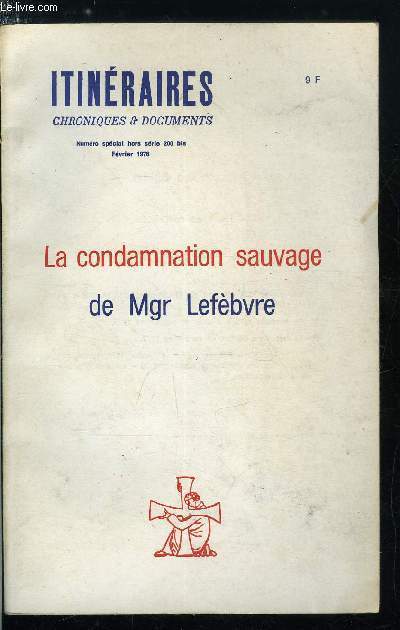 Le-livre.com
ITINÉRAIRES
9 F
CHRONIQUES & DOCUMENTS
Numéro spécial hors série 200 bis
Février 1976
La condamnation sauvage
de Mgr Lefèbvre